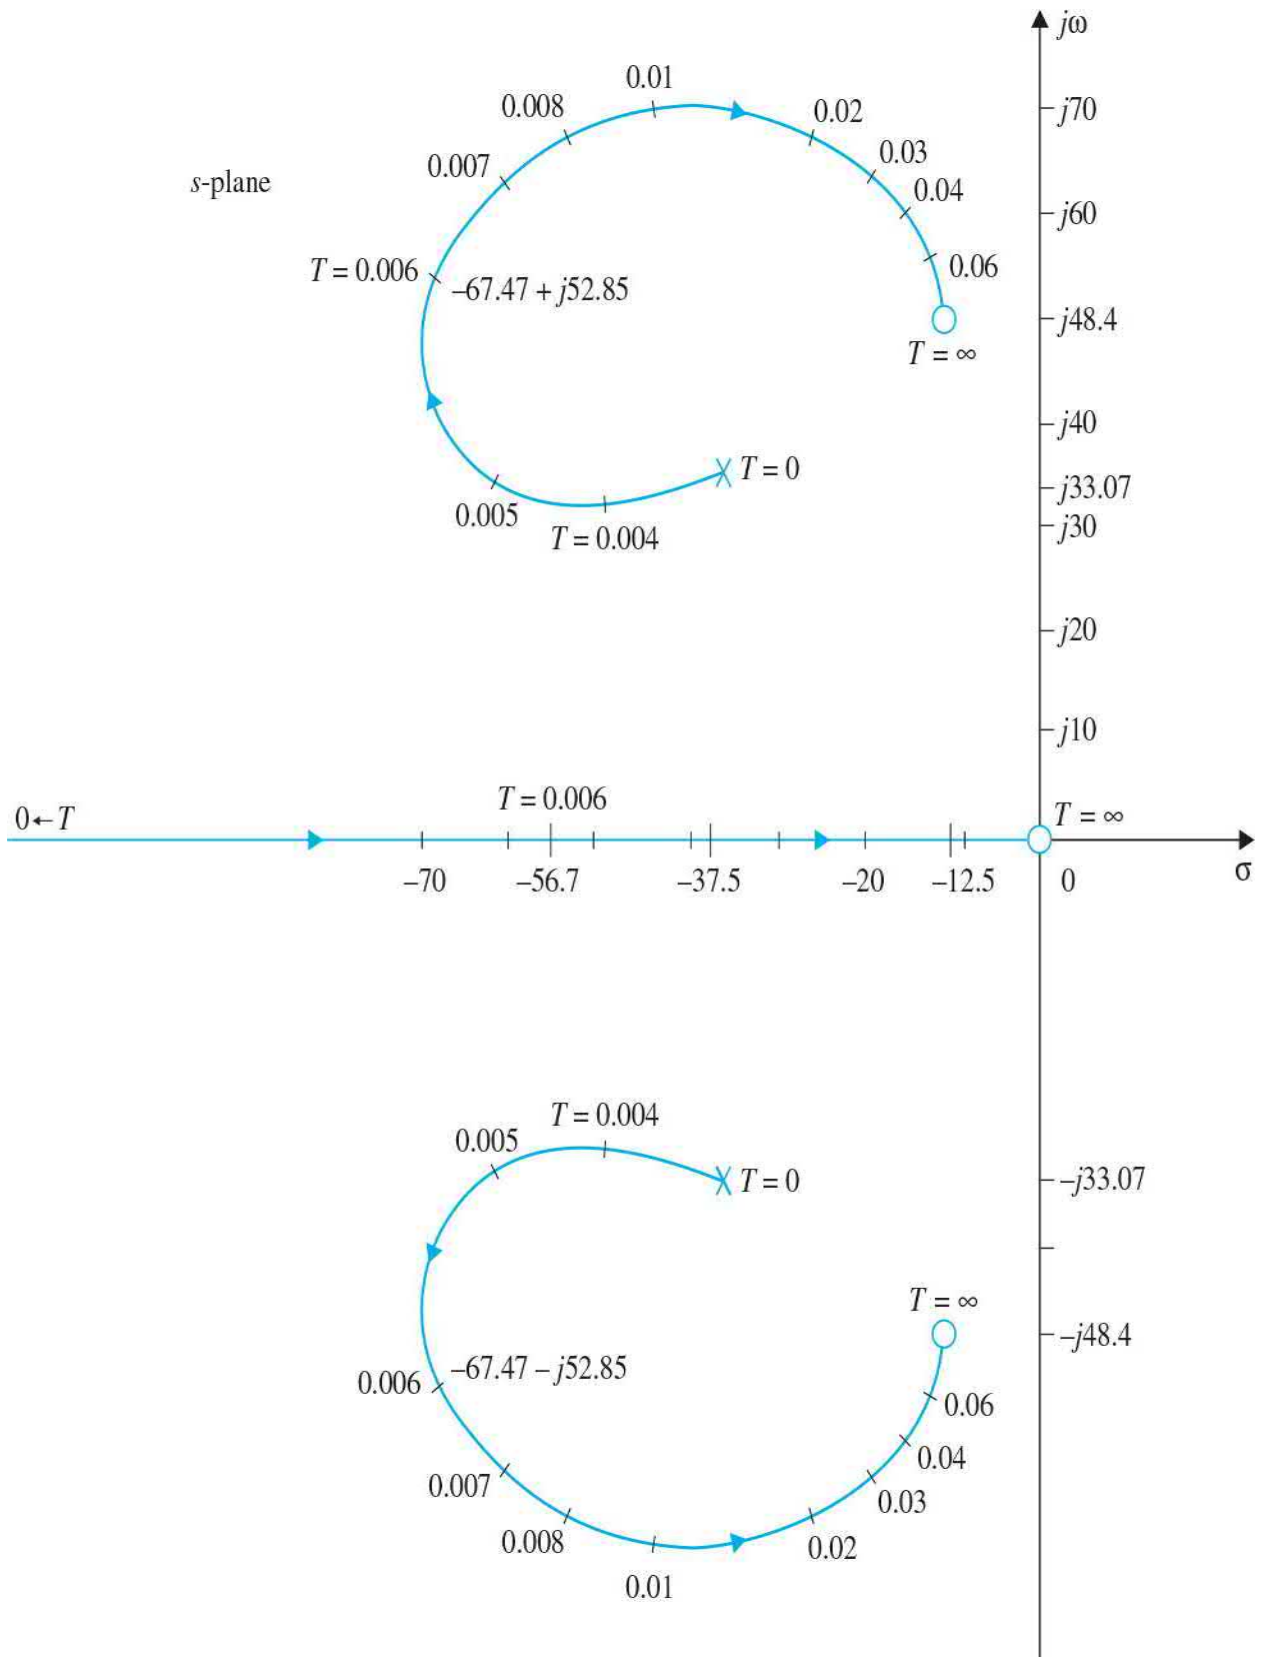 jω
0.01
j70
0.008
0.02
0.03
0.007
0.04
s-plane
j60
T = 0.006
0.06
–67.47 + j52.85
j48.4
T = ∞
j40
T = 0
j33.07
0.005
j30
T = 0.004
j20
j10
T = 0.006
0←T
T = ∞
–70
–56.7
–37.5
–20
–12.5
0
σ
T = 0.004
0.005
T = 0
–j33.07
T = ∞
–j48.4
–67.47 – j52.85
0.006
0.06
0.04
0.007
0.03
0.008
0.02
0.01